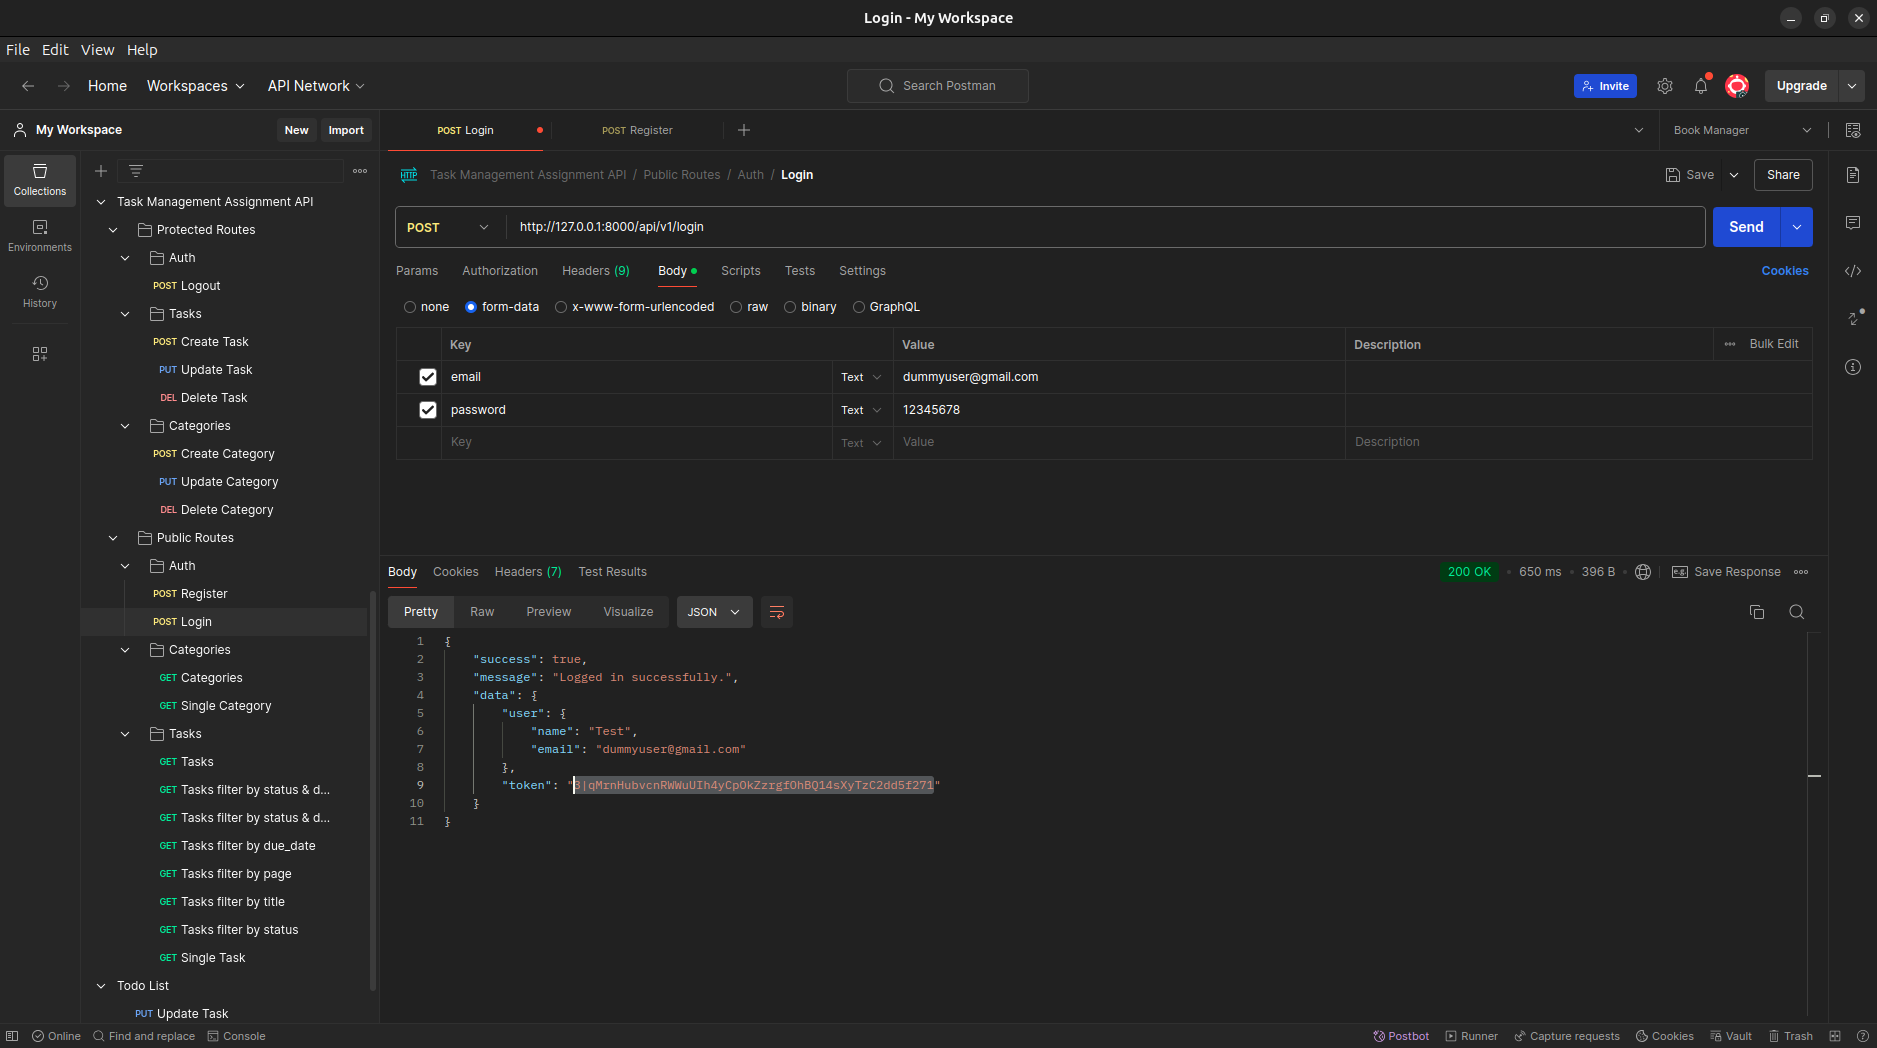 Login - My Workspace
File Edit View Help
Home Workspaces API Network Search Postman Invite Upgrade
My Workspace New Import
POST Login POST Register Book Manager
Collections
Environments
History
Task Management Assignment API
Protected Routes
Auth
POST Logout
Tasks
POST Create Task
PUT Update Task
DEL Delete Task
Categories
POST Create Category
PUT Update Category
DEL Delete Category
Public Routes
Auth
POST Register
POST Login
Categories
GET Categories
GET Single Category
Tasks
GET Tasks
GET Tasks filter by status & d...
GET Tasks filter by status & d...
GET Tasks filter by due_date
GET Tasks filter by page
GET Tasks filter by title
GET Tasks filter by status
GET Single Task
Todo List
PUT Update Task
HTTP Task Management Assignment API / Public Routes / Auth / Login Save Share
POST http://127.0.0.1:8000/api/v1/login Send
Params Authorization Headers (9) Body Scripts Tests Settings Cookies
none form-data x-www-form-urlencoded raw binary GraphQL
Key Value Description Bulk Edit
email Text dummyuser@gmail.com
password Text 12345678
Key Text Value Description
Body Cookies Headers (7) Test Results 200 OK 650 ms 396 B e.g. Save Response
Pretty Raw Preview Visualize JSON
1 {
2 "success": true,
3 "message": "Logged in successfully.",
4 "data": {
5 "user": {
6 "name": "Test",
7 "email": "dummyuser@gmail.com"
8 },
9 "token": "3|qMrnHubvcnRWWuUIh4yCpOkZzrgfOhBQ14sXyTzC2dd5f271"
10 }
11 }
Online Find and replace Console Postbot Runner Capture requests Cookies Vault Trash